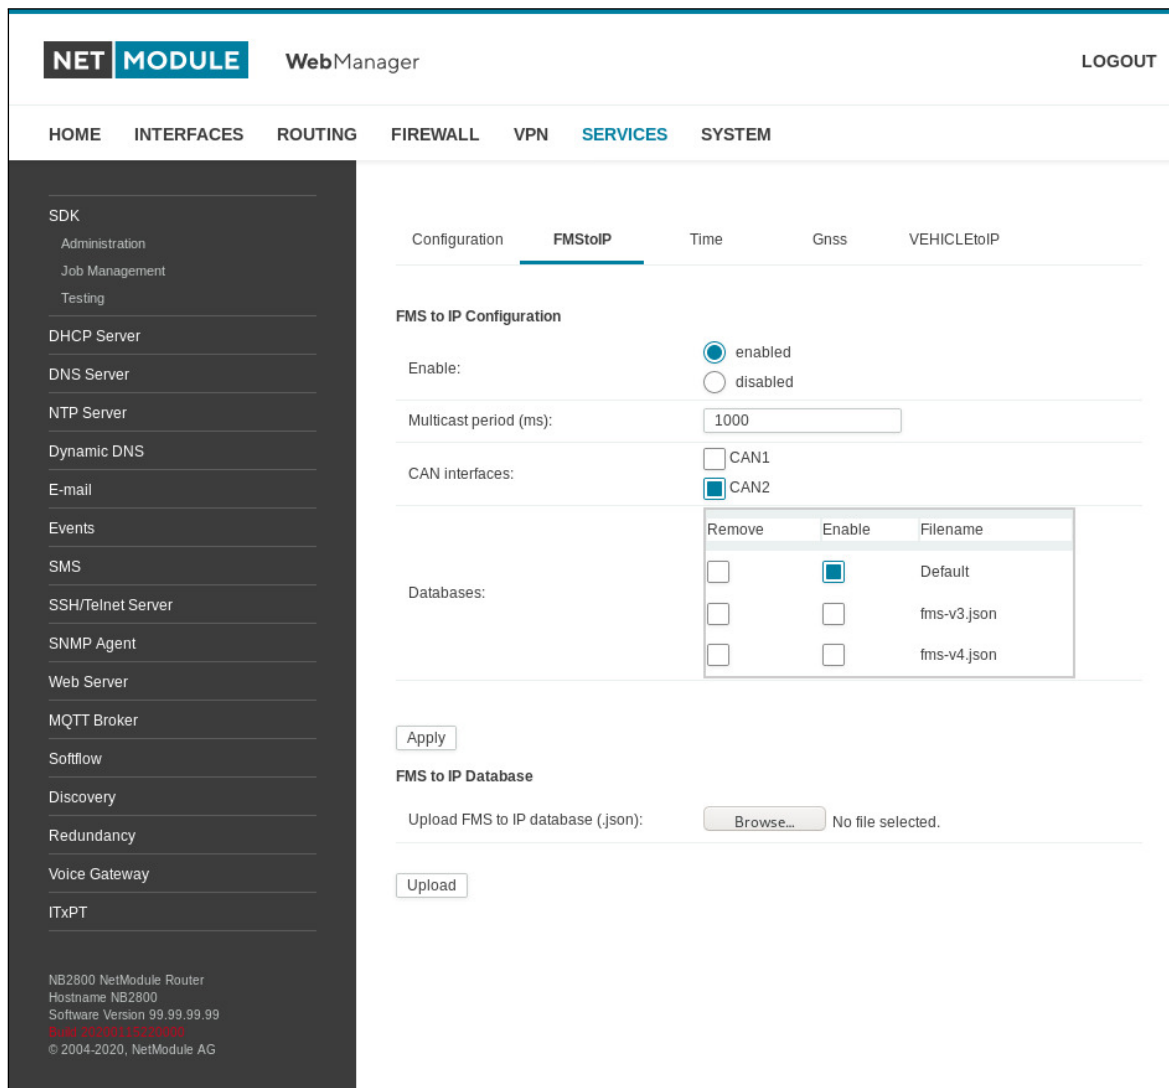 NET MODULE WebManager LOGOUT
HOME INTERFACES ROUTING FIREWALL VPN SERVICES SYSTEM
SDK
Administration
Job Management
Testing
DHCP Server
DNS Server
NTP Server
Dynamic DNS
E-mail
Events
SMS
SSH/Telnet Server
SNMP Agent
Web Server
MQTT Broker
Softflow
Discovery
Redundancy
Voice Gateway
ITxPT
NB2800 NetModule Router
Hostname NB2800
Software Version 99.99.99.99
Build
© 2004-2020, NetModule AG
Configuration FMStoIP Time Gnss VEHICLEtoIP
FMS to IP Configuration
Enable: enabled
disabled
Multicast period (ms): 1000
CAN interfaces: CAN1
CAN2
Databases:
Remove Enable Filename
Default
fms-v3.json
fms-v4.json
Apply
FMS to IP Database
Upload FMS to IP database (.json): Browse... No file selected.
Upload